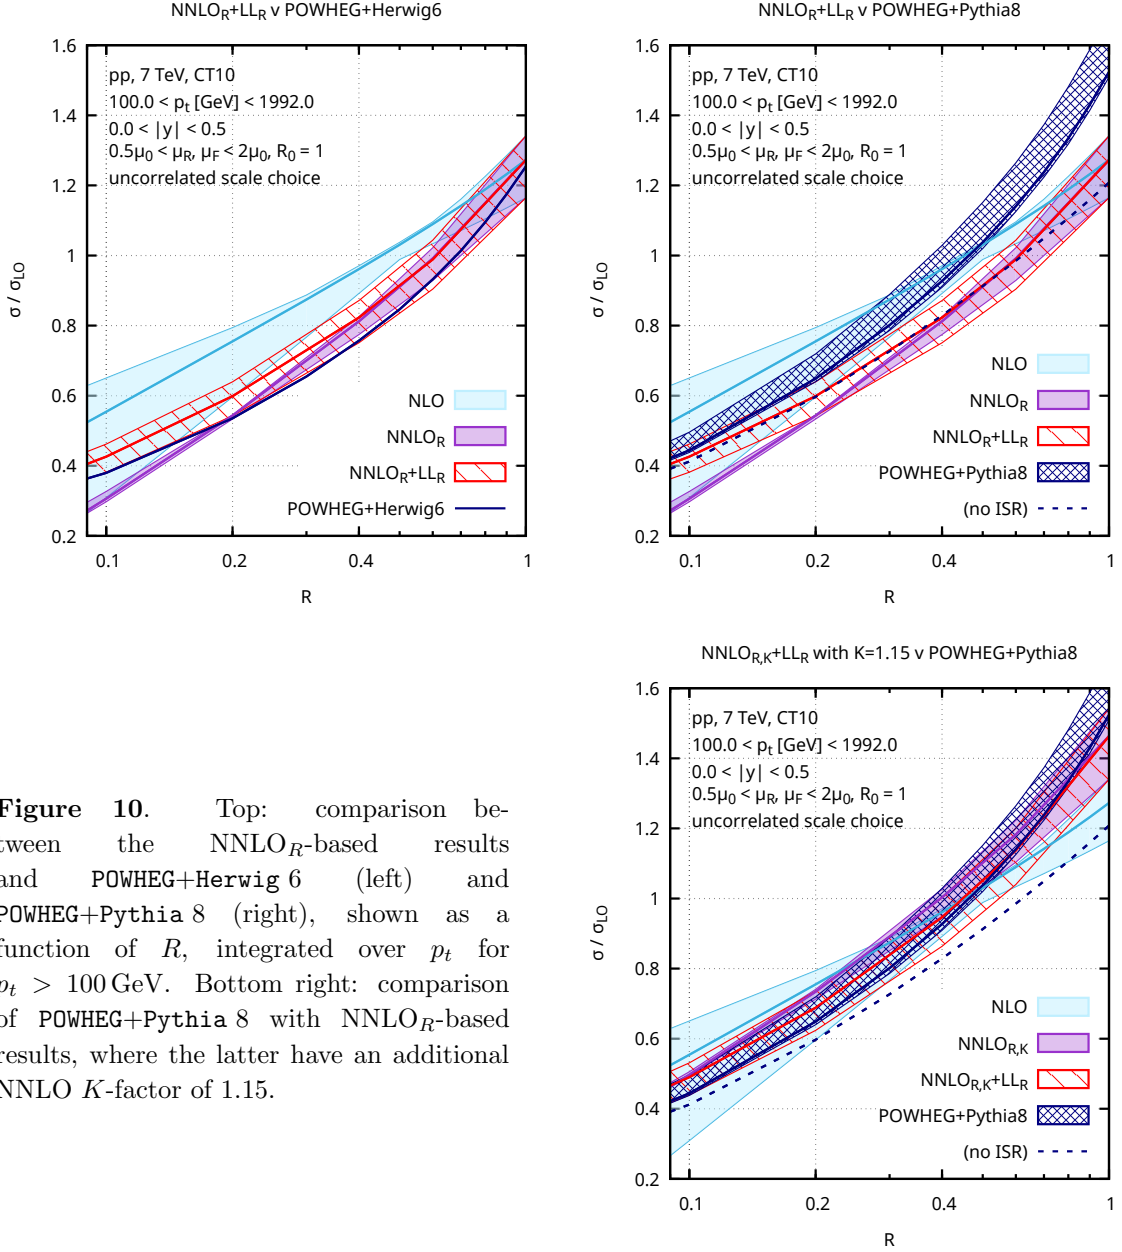 NNLO_R+LL_R v POWHEG+Herwig6
1.6
1.4
1.2
1
0.8
0.6
0.4
0.2
σ / σ_LO
pp, 7 TeV, CT10
100.0 < p_t [GeV] < 1992.0
0.0 < |y| < 0.5
0.5μ_0 < μ_R, μ_F < 2μ_0, R_0 = 1
uncorrelated scale choice
NLO
NNLO_R
NNLO_R+LL_R
POWHEG+Herwig6
0.1 0.2 0.4 1
R
NNLO_R+LL_R v POWHEG+Pythia8
1.6
1.4
1.2
1
0.8
0.6
0.4
0.2
σ / σ_LO
pp, 7 TeV, CT10
100.0 < p_t [GeV] < 1992.0
0.0 < |y| < 0.5
0.5μ_0 < μ_R, μ_F < 2μ_0, R_0 = 1
uncorrelated scale choice
NLO
NNLO_R
NNLO_R+LL_R
POWHEG+Pythia8
(no ISR)
0.1 0.2 0.4 1
R
NNLO_R,K+LL_R with K=1.15 v POWHEG+Pythia8
1.6
1.4
1.2
1
0.8
0.6
0.4
0.2
σ / σ_LO
pp, 7 TeV, CT10
100.0 < p_t [GeV] < 1992.0
0.0 < |y| < 0.5
0.5μ_0 < μ_R, μ_F < 2μ_0, R_0 = 1
uncorrelated scale choice
NLO
NNLO_R,K
NNLO_R,K+LL_R
POWHEG+Pythia8
(no ISR)
0.1 0.2 0.4 1
R
Figure 10. Top: comparison be-
tween the NNLO_R-based results
and POWHEG+Herwig 6 (left) and
POWHEG+Pythia 8 (right), shown as a
function of R, integrated over p_t for
p_t > 100 GeV. Bottom right: comparison
of POWHEG+Pythia 8 with NNLO_R-based
results, where the latter have an additional
NNLO K-factor of 1.15.